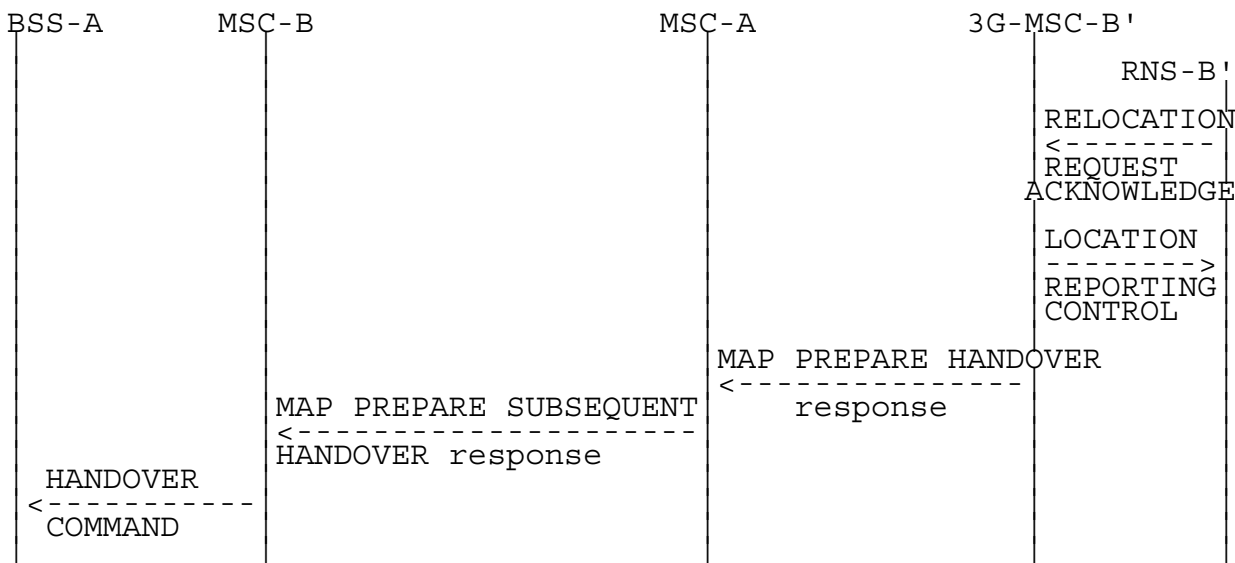 BSS-A MSC-B MSC-A 3G-MSC-B'
RNS-B'
RELOCATION
REQUEST
ACKNOWLEDGE
LOCATION
REPORTING
CONTROL
MAP PREPARE HANDOVER
response
MAP PREPARE SUBSEQUENT
HANDOVER response
HANDOVER
COMMAND